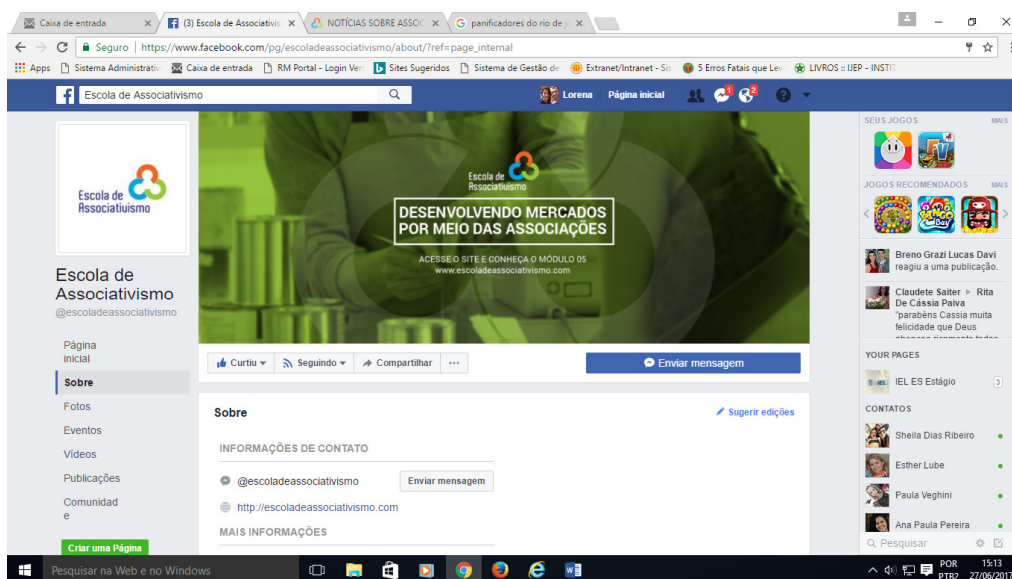 Caixa de entrada
(3) Escola de Associativis
NOTÍCIAS SOBRE ASSOC
panificadores do rio de j
Seguro | https://www.facebook.com/pg/escoladeassociativismo/about/?ref=page_internal
Apps Sistema Administrativ Caixa de entrada RM Portal - Login Ver Sites Sugeridos Sistema de Gestão de Extranet/Intranet - Sis 5 Erros Fatais que Lev LIVROS :: IJEP - INSTIT
Escola de Associativismo
Lorena Página inicial 1 2
Escola de
Associativismo
Escola de
Associativismo
@escoladeassociativismo
Página
inicial
Sobre
Fotos
Eventos
Vídeos
Publicações
Comunidad
e
Criar uma Página
Escola de
Associativismo
DESENVOLVENDO MERCADOS
POR MEIO DAS ASSOCIAÇÕES
ACESSE O SITE E CONHEÇA O MÓDULO 05
www.escoladeassociativismo.com
Curtiu Seguindo Compartilhar ...
Enviar mensagem
Sobre
Sugerir edições
INFORMAÇÕES DE CONTATO
@escoladeassociativismo
Enviar mensagem
http://escoladeassociativismo.com
MAIS INFORMAÇÕES
SEUS JOGOS MAIS
JOGOS RECOMENDADOS MAIS
Breno Grazi Lucas Davi
reagiu a uma publicação.
Claudete Saiter ▸ Rita
De Cássia Paiva
"parabéns Cassia muita
felicidade que Deus
YOUR PAGES
IEL ES Estágio 3
CONTATOS
Sheila Dias Ribeiro
Esther Lube
Paula Veghini
Ana Paula Pereira
Pesquisar
Pesquisar na Web e no Windows
POR
PTB2
15:13
27/06/2017